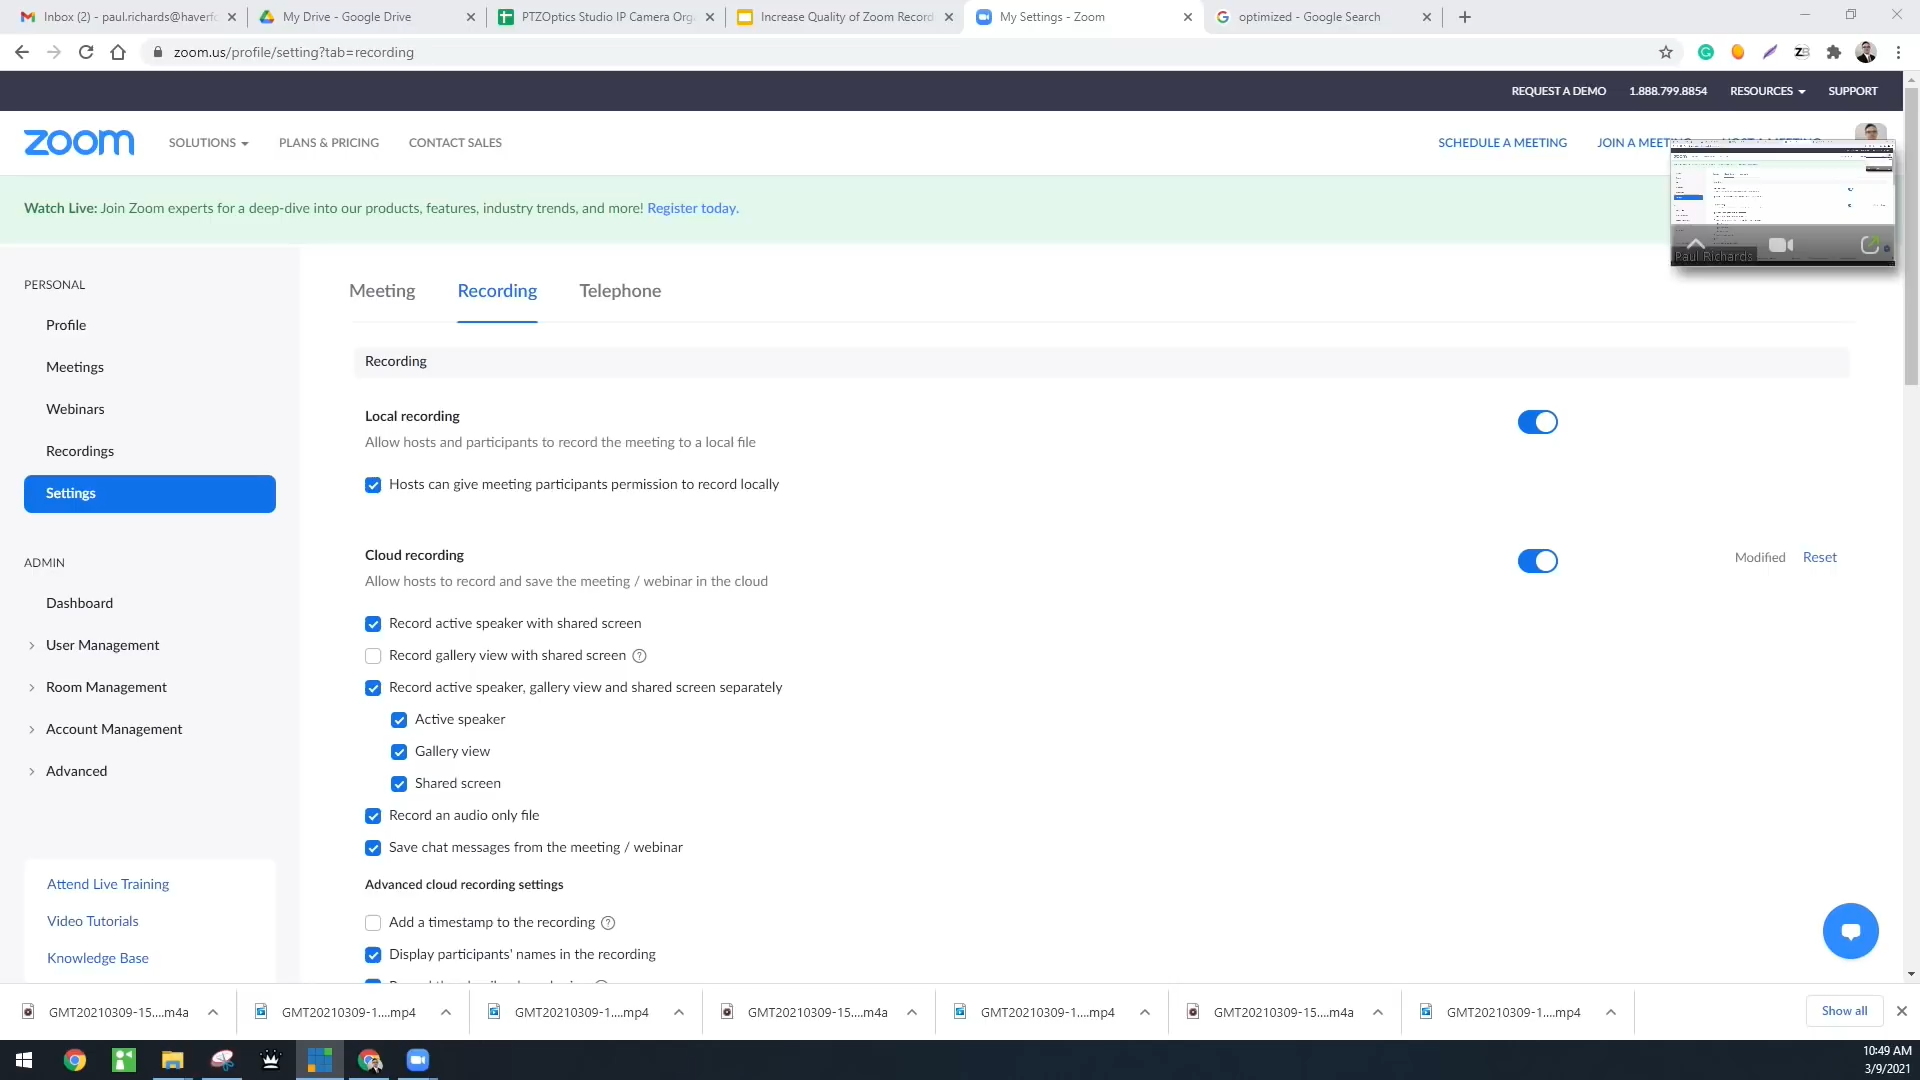 Inbox (2) - paul.richards@haverf
My Drive - Google Drive
PTZOptics Studio IP Camera Org
Increase Quality of Zoom Record
My Settings - Zoom
optimized - Google Search
zoom.us/profile/setting?tab=recording
REQUEST A DEMO
1.888.799.8854
RESOURCES
SUPPORT
zoom
SOLUTIONS
PLANS & PRICING
CONTACT SALES
SCHEDULE A MEETING
JOIN A MEETING
Watch Live: Join Zoom experts for a deep-dive into our products, features, industry trends, and more! Register today.
Paul Richards
PERSONAL
Profile
Meetings
Webinars
Recordings
Settings
ADMIN
Dashboard
User Management
Room Management
Account Management
Advanced
Attend Live Training
Video Tutorials
Knowledge Base
Meeting
Recording
Telephone
Recording
Local recording
Allow hosts and participants to record the meeting to a local file
Hosts can give meeting participants permission to record locally
Cloud recording
Modified Reset
Allow hosts to record and save the meeting / webinar in the cloud
Record active speaker with shared screen
Record gallery view with shared screen ?
Record active speaker, gallery view and shared screen separately
Active speaker
Gallery view
Shared screen
Record an audio only file
Save chat messages from the meeting / webinar
Advanced cloud recording settings
Add a timestamp to the recording ?
Display participants' names in the recording
GMT20210309-15....m4a
GMT20210309-1....mp4
GMT20210309-1....mp4
GMT20210309-15....m4a
GMT20210309-1....mp4
GMT20210309-15....m4a
GMT20210309-1....mp4
Show all
10:49 AM
3/9/2021